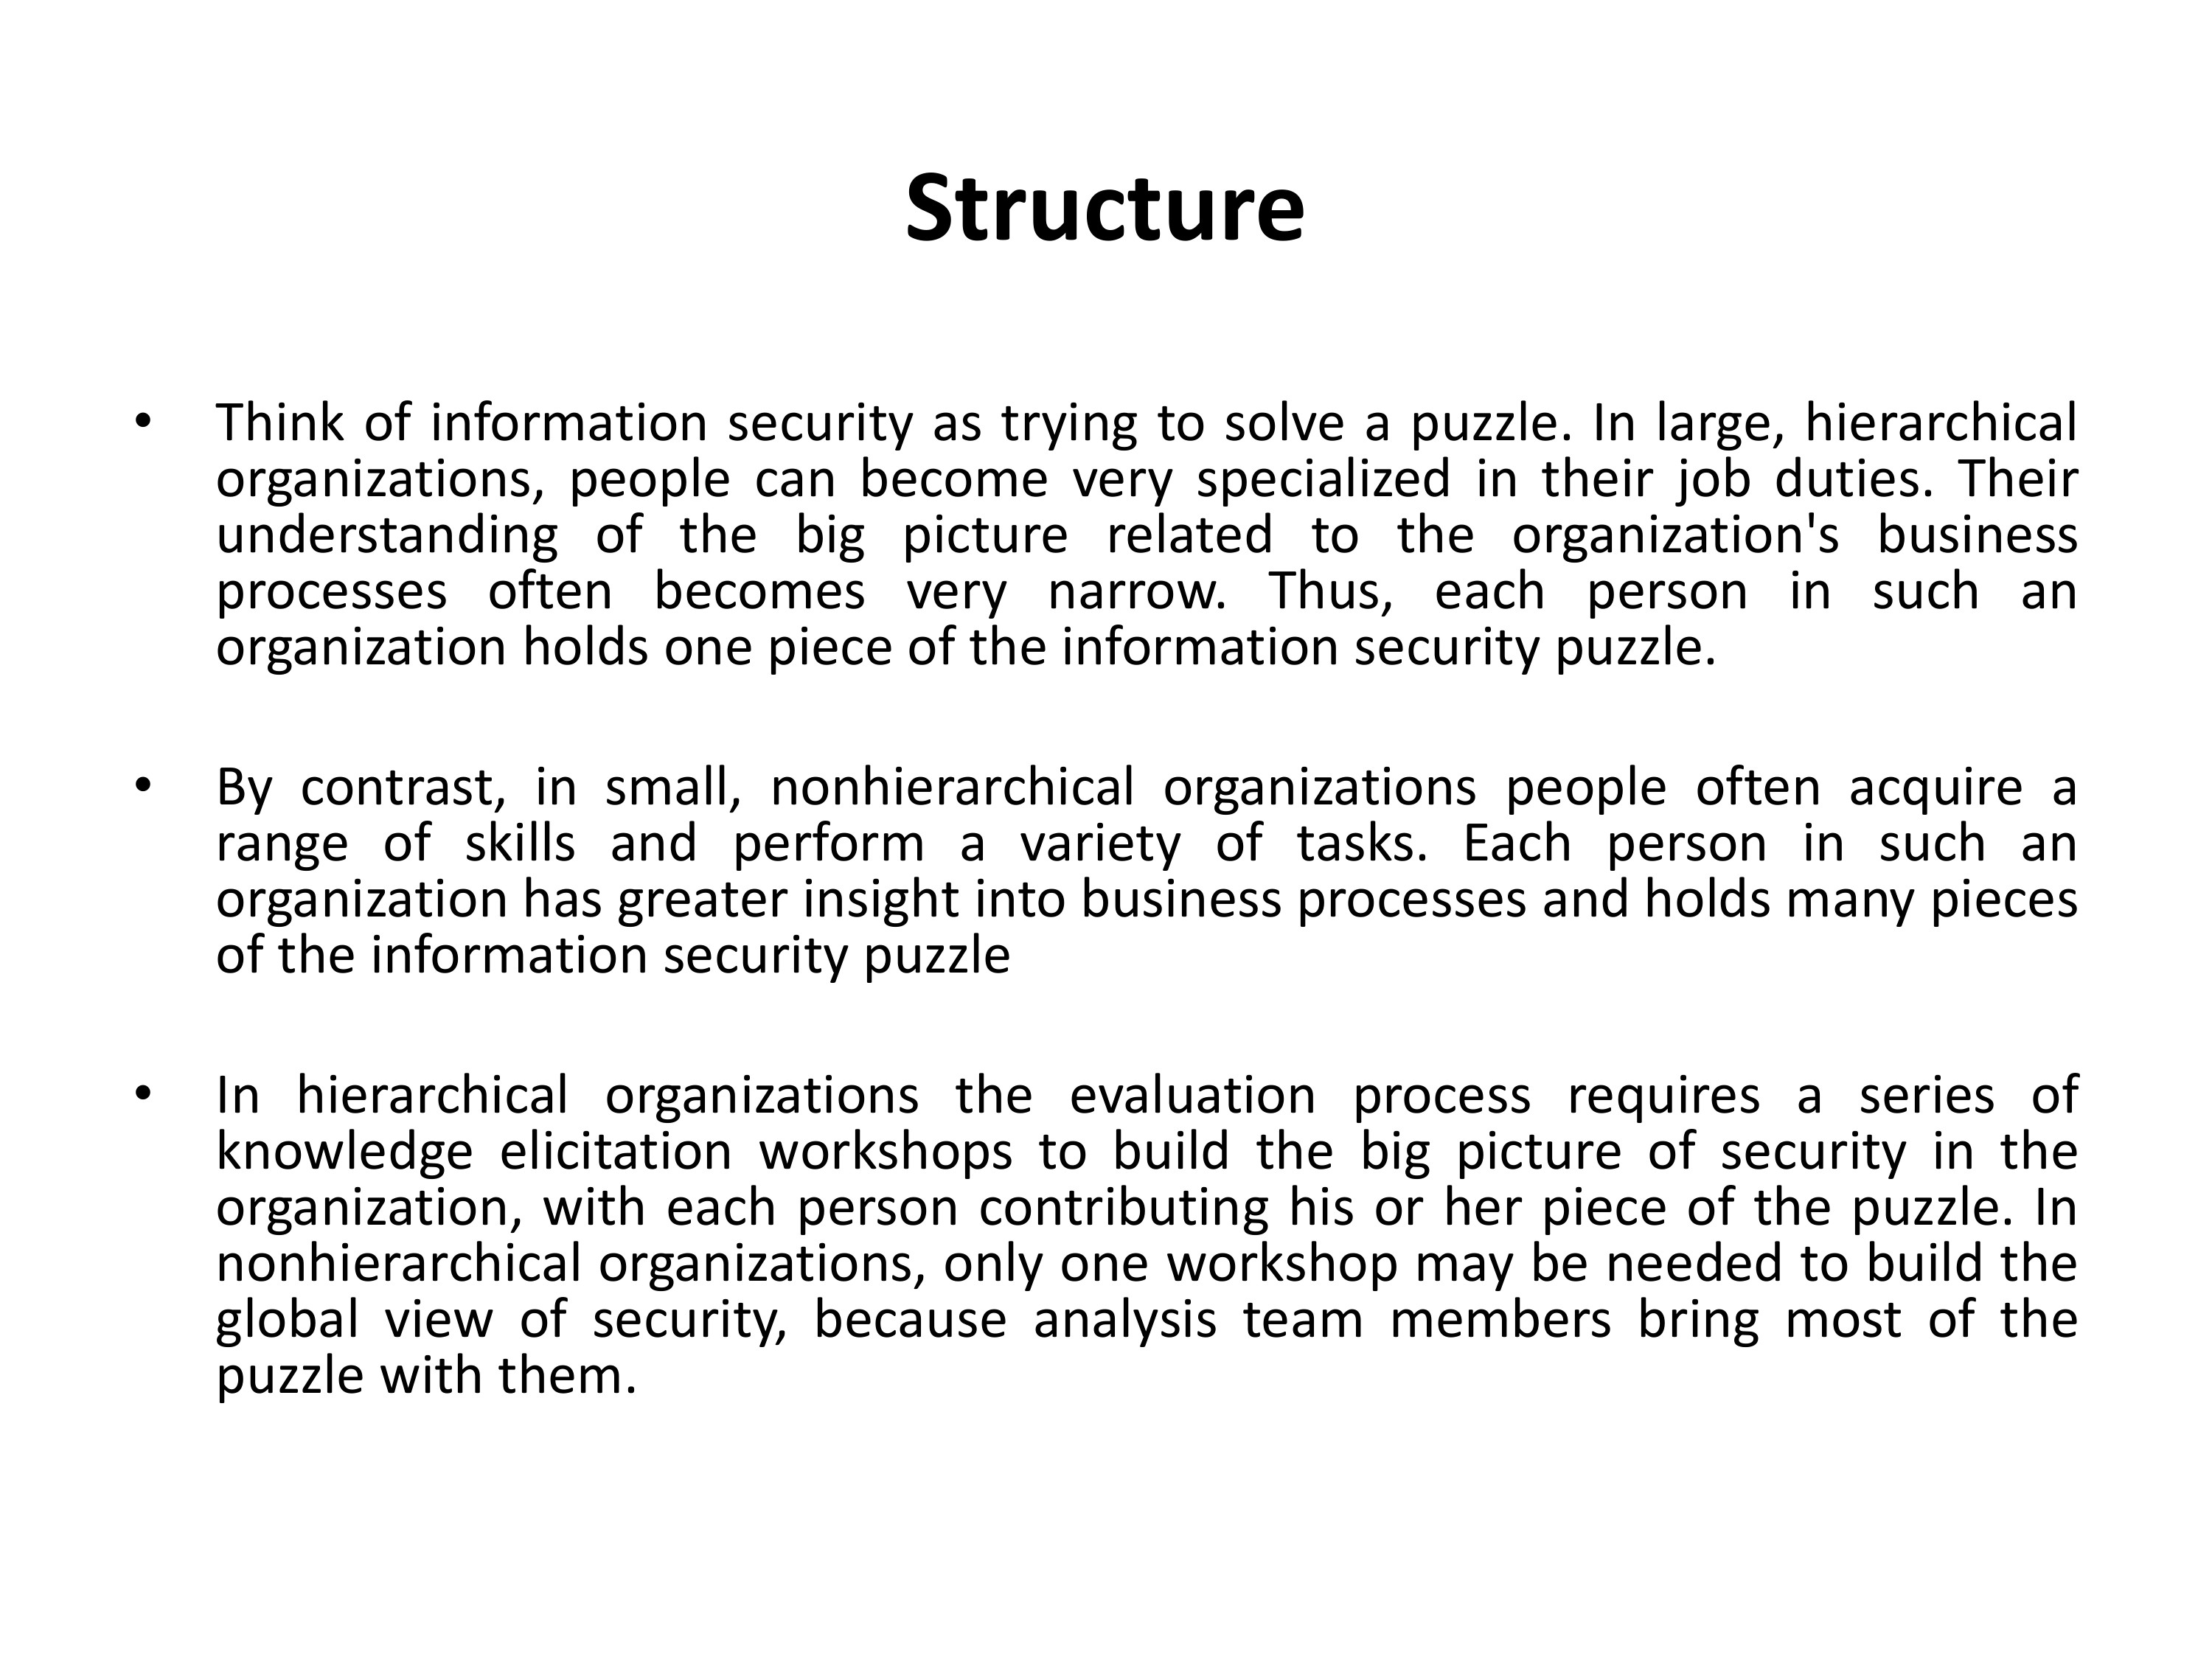 Structure
• Think of information security as trying to solve a puzzle. In large, hierarchical
organizations, people can become very specialized in their job duties. Their
understanding of the big picture related to the organization's business
processes often becomes very narrow. Thus, each person in such an
organization holds one piece of the information security puzzle.
• By contrast, in small, nonhierarchical organizations people often acquire a
range of skills and perform a variety of tasks. Each person in such an
organization has greater insight into business processes and holds many pieces
of the information security puzzle
• In hierarchical organizations the evaluation process requires a series of
knowledge elicitation workshops to build the big picture of security in the
organization, with each person contributing his or her piece of the puzzle. In
nonhierarchical organizations, only one workshop may be needed to build the
global view of security, because analysis team members bring most of the
puzzle with them.